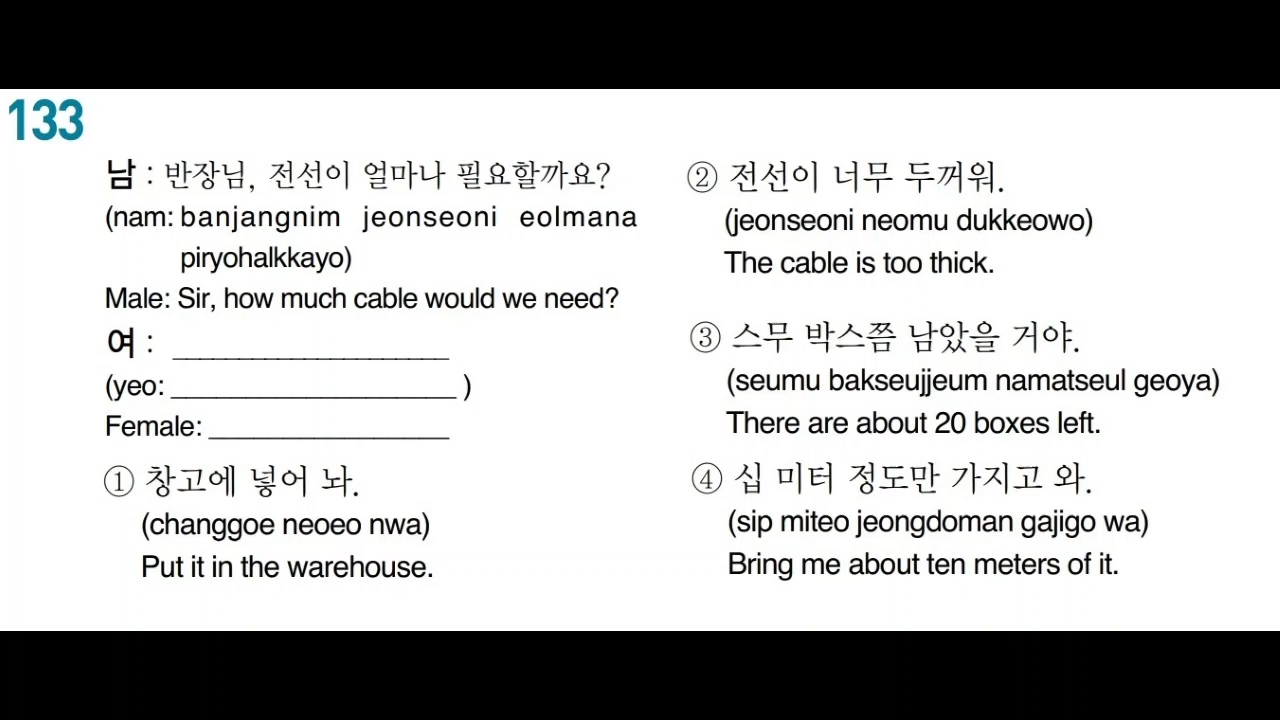 133
남 : 반장님, 전선이 얼마나 필요할까요?
(nam: banjangnim jeonseoni eolmana
piryohalkkayo)
Male: Sir, how much cable would we need?
여 : ____________________
(yeo: ____________________ )
Female: ________________
① 창고에 넣어 놔.
(changgoe neoeo nwa)
Put it in the warehouse.
② 전선이 너무 두꺼워.
(jeonseoni neomu dukkeowo)
The cable is too thick.
③ 스무 박스쯤 남았을 거야.
(seumu bakseujjeum namatseul geoya)
There are about 20 boxes left.
④ 십 미터 정도만 가지고 와.
(sip miteo jeongdoman gajigo wa)
Bring me about ten meters of it.